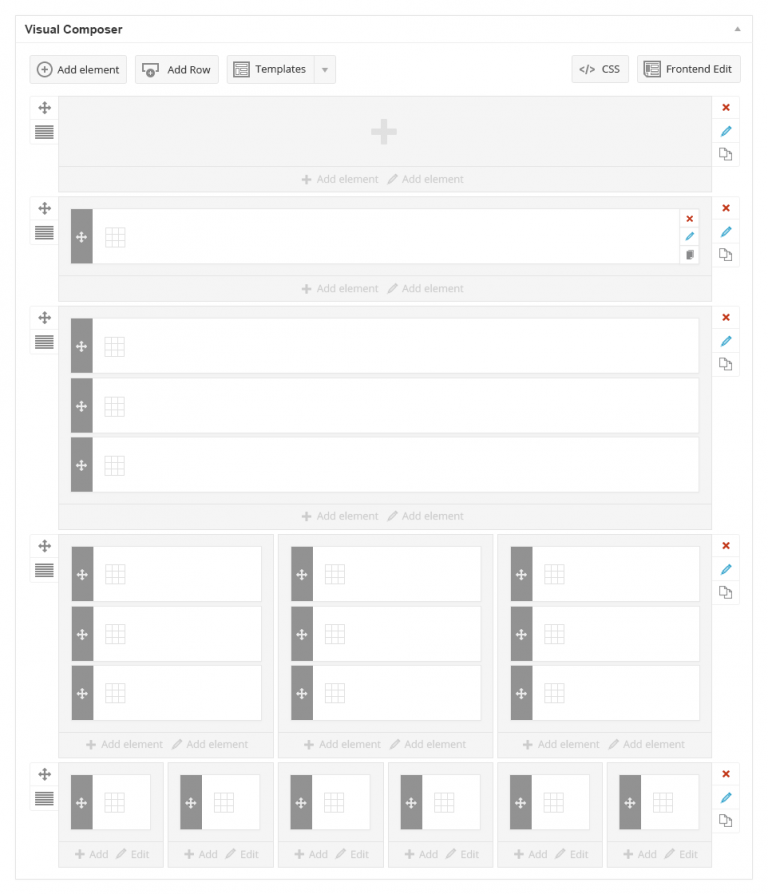 Visual Composer
Add element Add Row Templates </> CSS Frontend Edit
Add element Add element
Add element Add element
Add element Add element
Add element Add element Add element Add element Add element Add element
Add Edit Add Edit Add Edit Add Edit Add Edit Add Edit